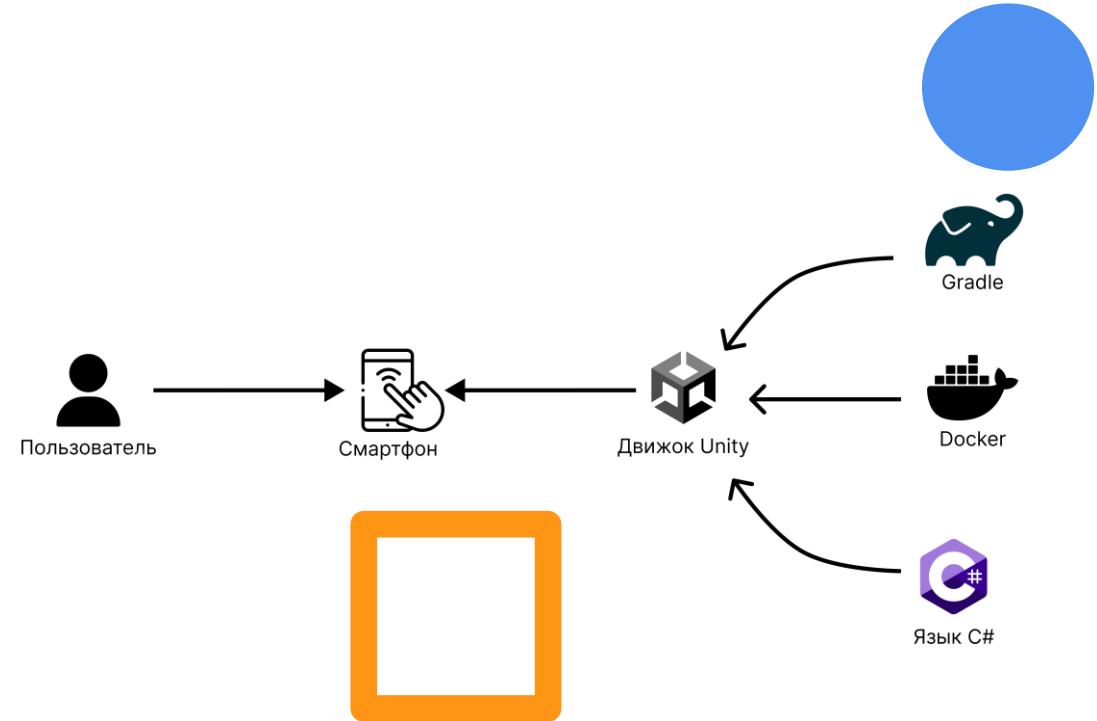 Gradle
Пользователь
Смартфон
Движок Unity
Docker
Язык C#